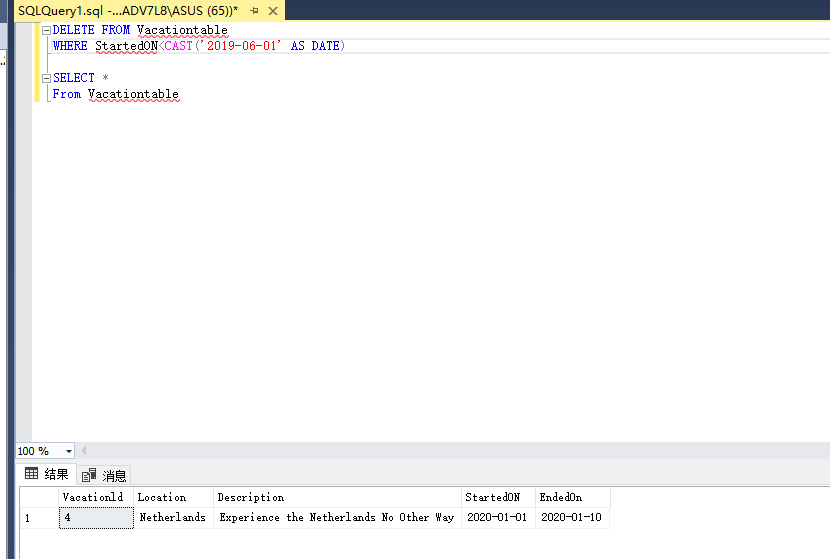 SQLQuery1.sql -...ADV7L8\ASUS (65))*
DELETE FROM Vacationtable
WHERE StartedON<CAST('2019-06-01' AS DATE)
SELECT *
From Vacationtable
100 %
结果 消息
VacationId Location Description StartedON EndedOn
1 4 Netherlands Experience the Netherlands No Other Way 2020-01-01 2020-01-10